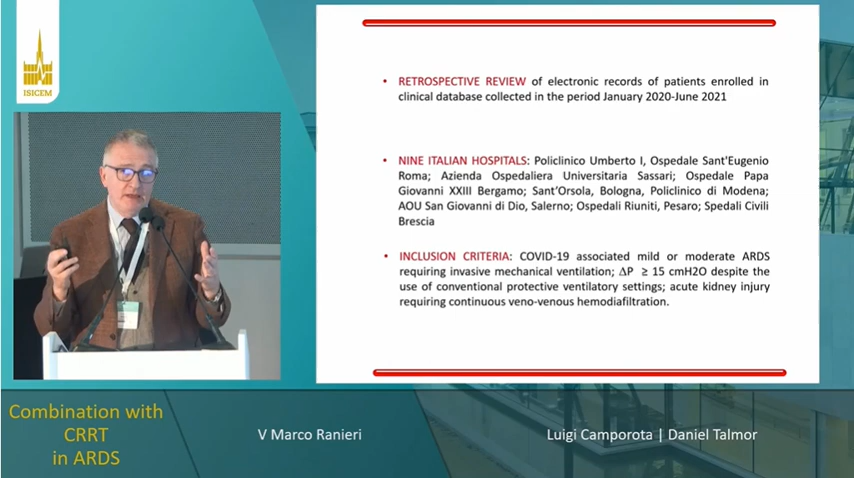 ISICEM
• RETROSPECTIVE REVIEW of electronic records of patients enrolled in
clinical database collected in the period January 2020-June 2021
• NINE ITALIAN HOSPITALS: Policlinico Umberto I, Ospedale Sant'Eugenio
Roma; Azienda Ospedaliera Universitaria Sassari; Ospedale Papa
Giovanni XXIII Bergamo; Sant’Orsola, Bologna, Policlinico di Modena;
AOU San Giovanni di Dio, Salerno; Ospedali Riuniti, Pesaro; Spedali Civili
Brescia
• INCLUSION CRITERIA: COVID-19 associated mild or moderate ARDS
requiring invasive mechanical ventilation; ΔP ≥ 15 cmH2O despite the
use of conventional protective ventilatory settings; acute kidney injury
requiring continuous veno-venous hemodiafiltration.
Combination with
CRRT
in ARDS
V Marco Ranieri
Luigi Camporota | Daniel Talmor